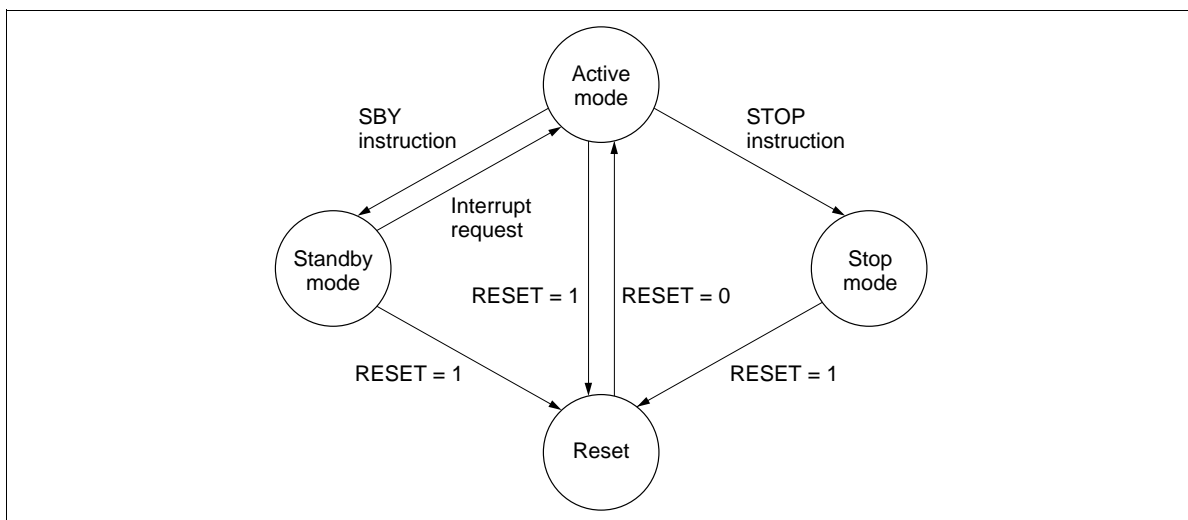 Active
mode
SBY
instruction
STOP
instruction
Interrupt
request
Standby
mode
Stop
mode
RESET = 1
RESET = 0
RESET = 1
RESET = 1
Reset